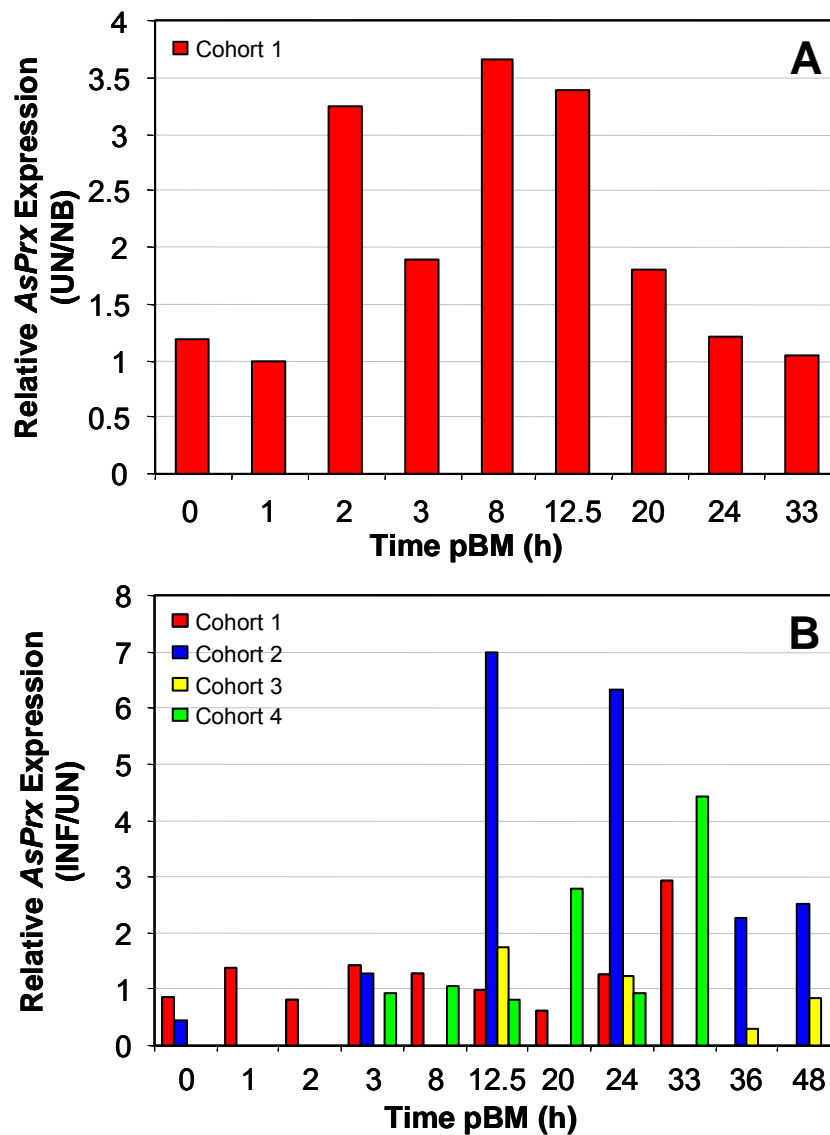 A
Cohort 1
Relative AsPrx Expression
(UN/NB)
4
3.5
3
2.5
2
1.5
1
0.5
0
0 1 2 3 8 12.5 20 24 33
Time pBM (h)
B
Cohort 1
Cohort 2
Cohort 3
Cohort 4
Relative AsPrx Expression
(INF/UN)
8
7
6
5
4
3
2
1
0
0 1 2 3 8 12.5 20 24 33 36 48
Time pBM (h)